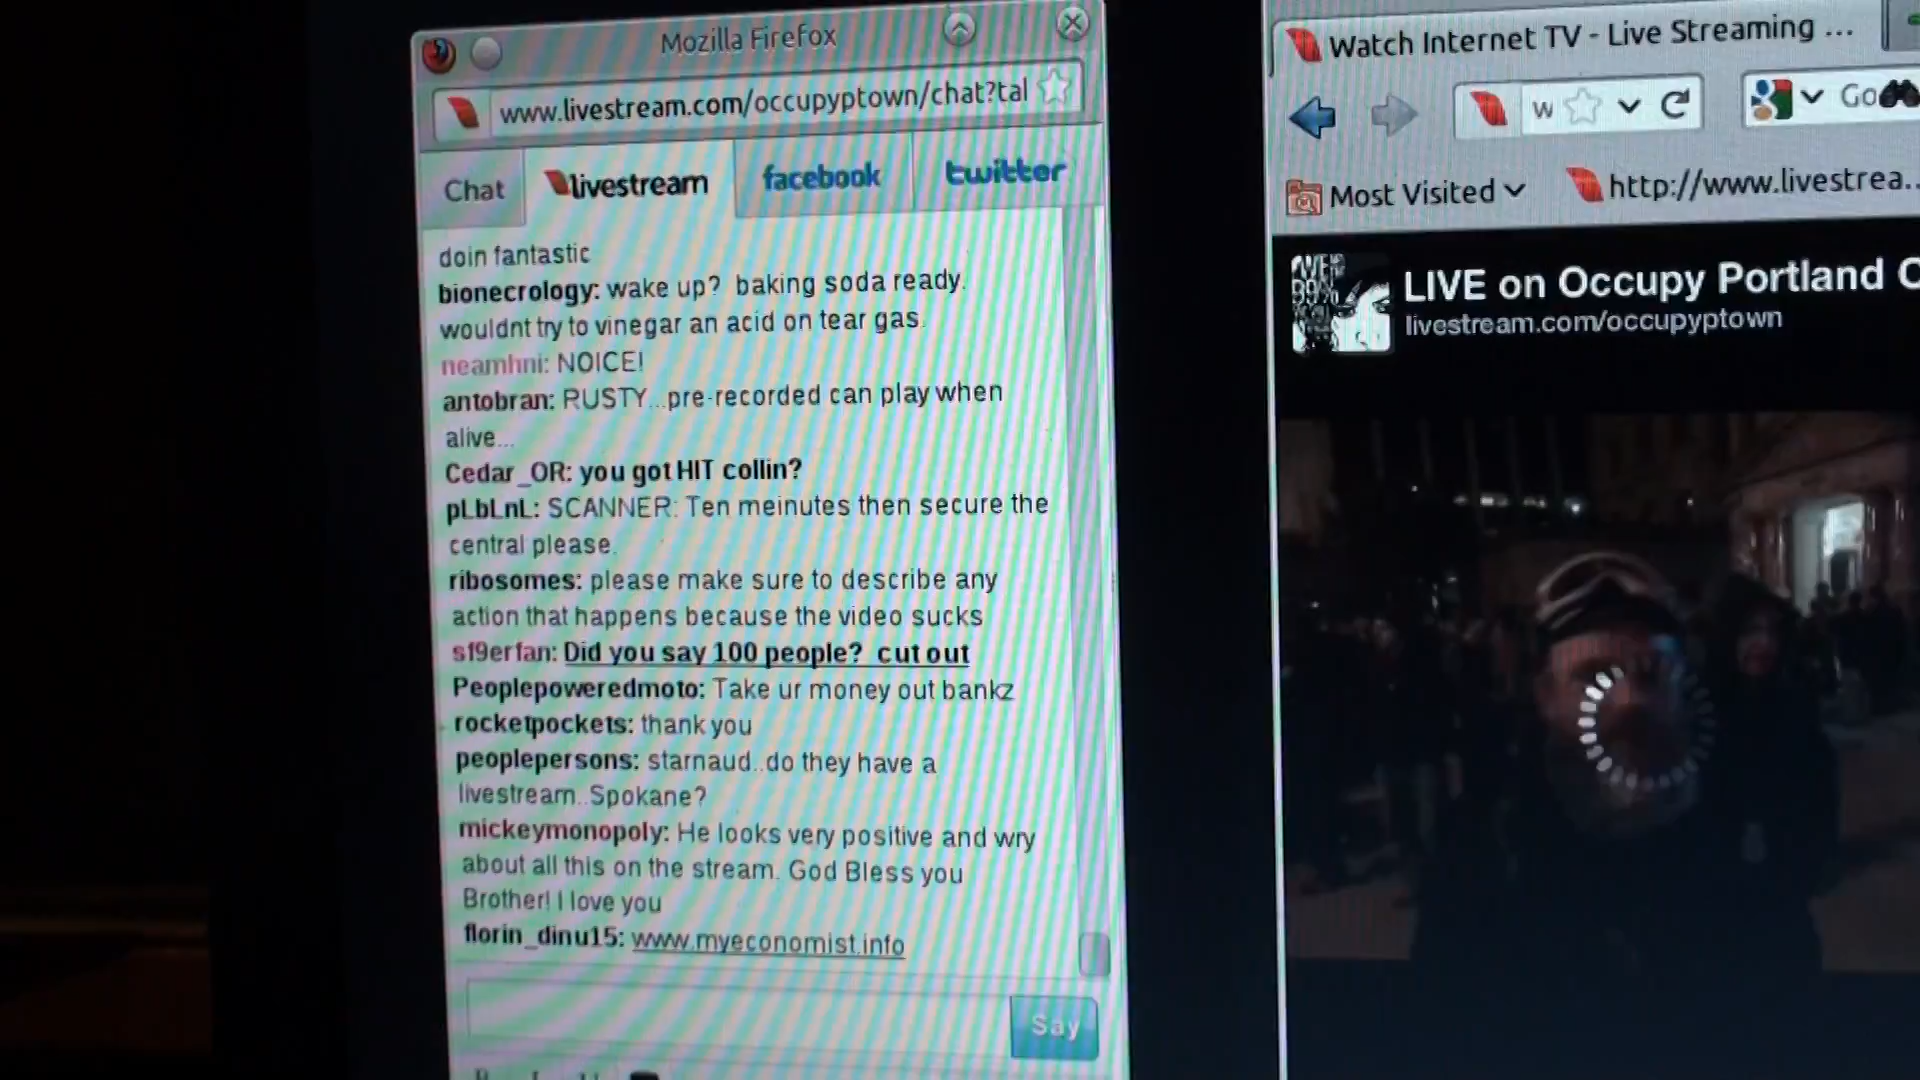 Mozilla Firefox
www.livestream.com/occupyptown/chat?tal
Chat
livestream
facebook
twitter
doin fantastic
bionecrology: wake up? baking soda ready.
wouldnt try to vinegar an acid on tear gas.
neamhni: NOICE!
antobran: RUSTY...pre-recorded can play when
alive...
Cedar_OR: you got HIT collin?
pLbLnL: SCANNER: Ten meinutes then secure the
central please.
ribosomes: please make sure to describe any
action that happens because the video sucks
sf9erfan: Did you say 100 people? cut out
Peoplepoweredmoto: Take ur money out bankz
rocketpockets: thank you
peoplepersons: starnaud..do they have a
livestream..Spokane?
mickeymonopoly: He looks very positive and wry
about all this on the stream. God Bless you
Brother! I love you
florin_dinu15: www.myeconomist.info
Say
Watch Internet TV - Live Streaming ...
w
Go
Most Visited
http://www.livestrea...
LIVE on Occupy Portland
livestream.com/occupyptown